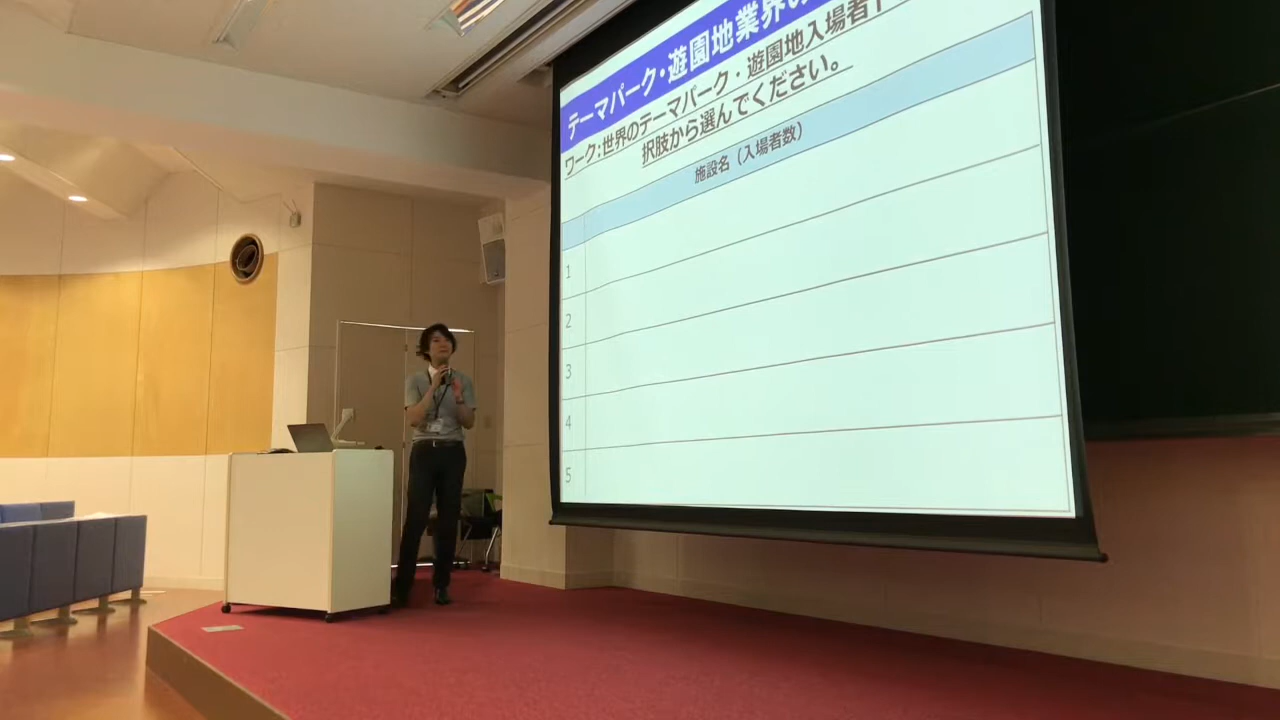 テーマパーク・遊園地業界の
ワーク:世界のテーマパーク・遊園地入場者
択肢から選んでください。
施設名（入場者数）
1
2
3
4
5